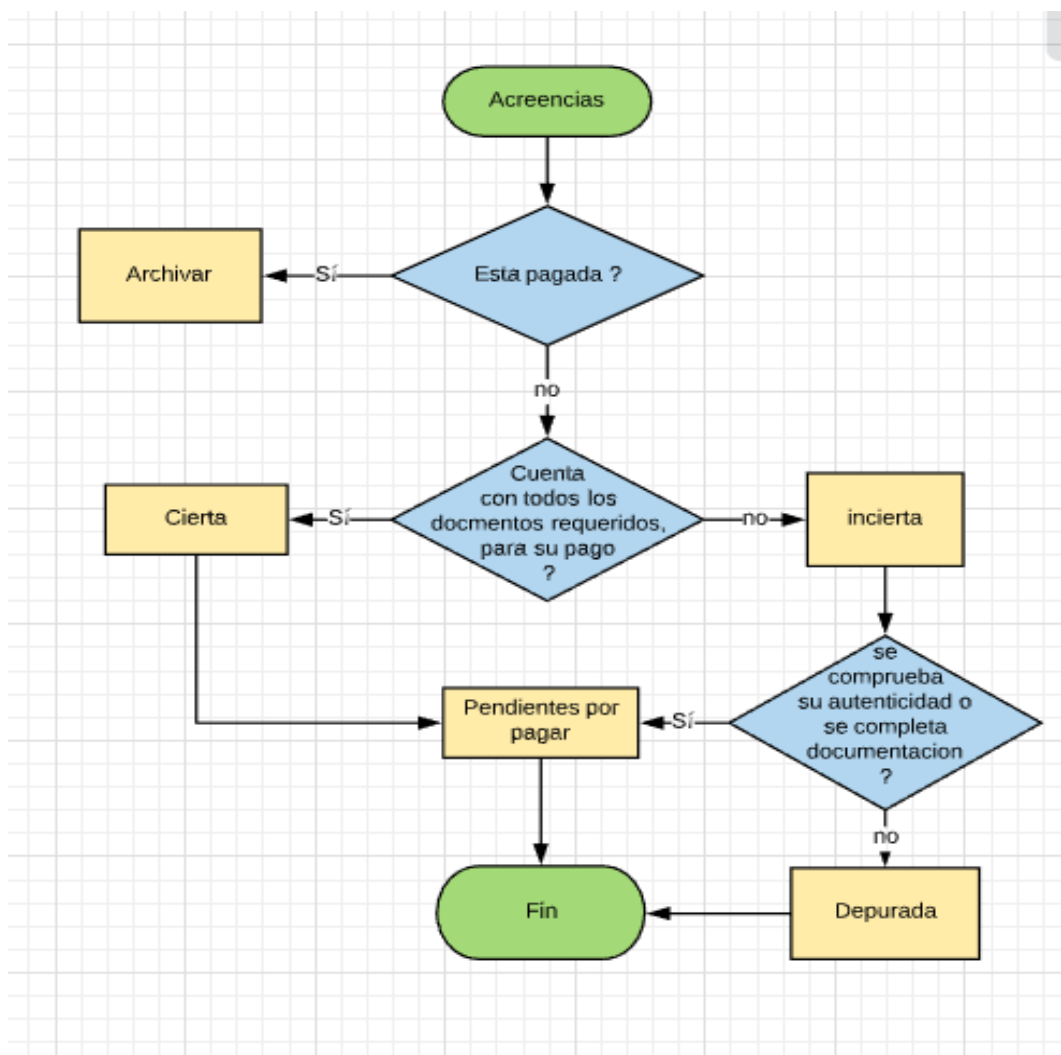 Acreencias
Esta pagada ?
Sí
Archivar
no
Cuenta
con todos los
docmentos requeridos,
para su pago
?
Sí
Cierta
no
incierta
se
comprueba
su autenticidad o
se completa
documentacion
?
Sí
Pendientes por
pagar
no
Depurada
Fin